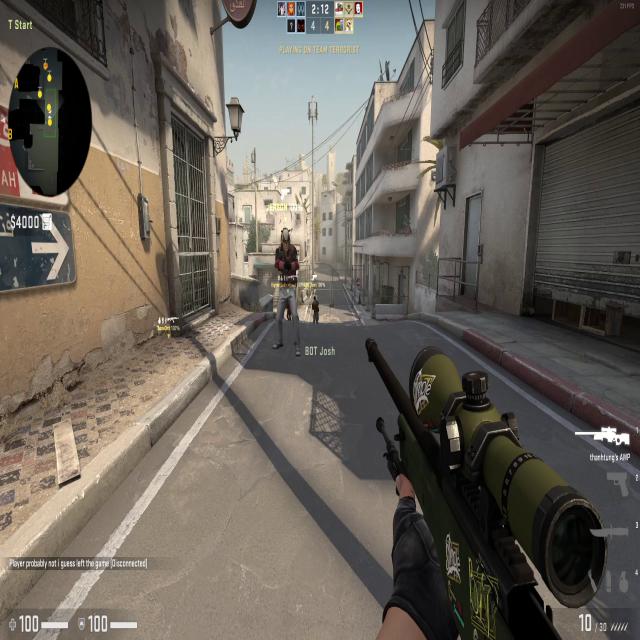 T Start
2:12
1
4 4
PLAYING ON TEAM TERRORIST
$4000
AH
BOT Josh
thanhtung's AWP
Player probably not i guess left the game (Disconnected)
100
100
10 / 30